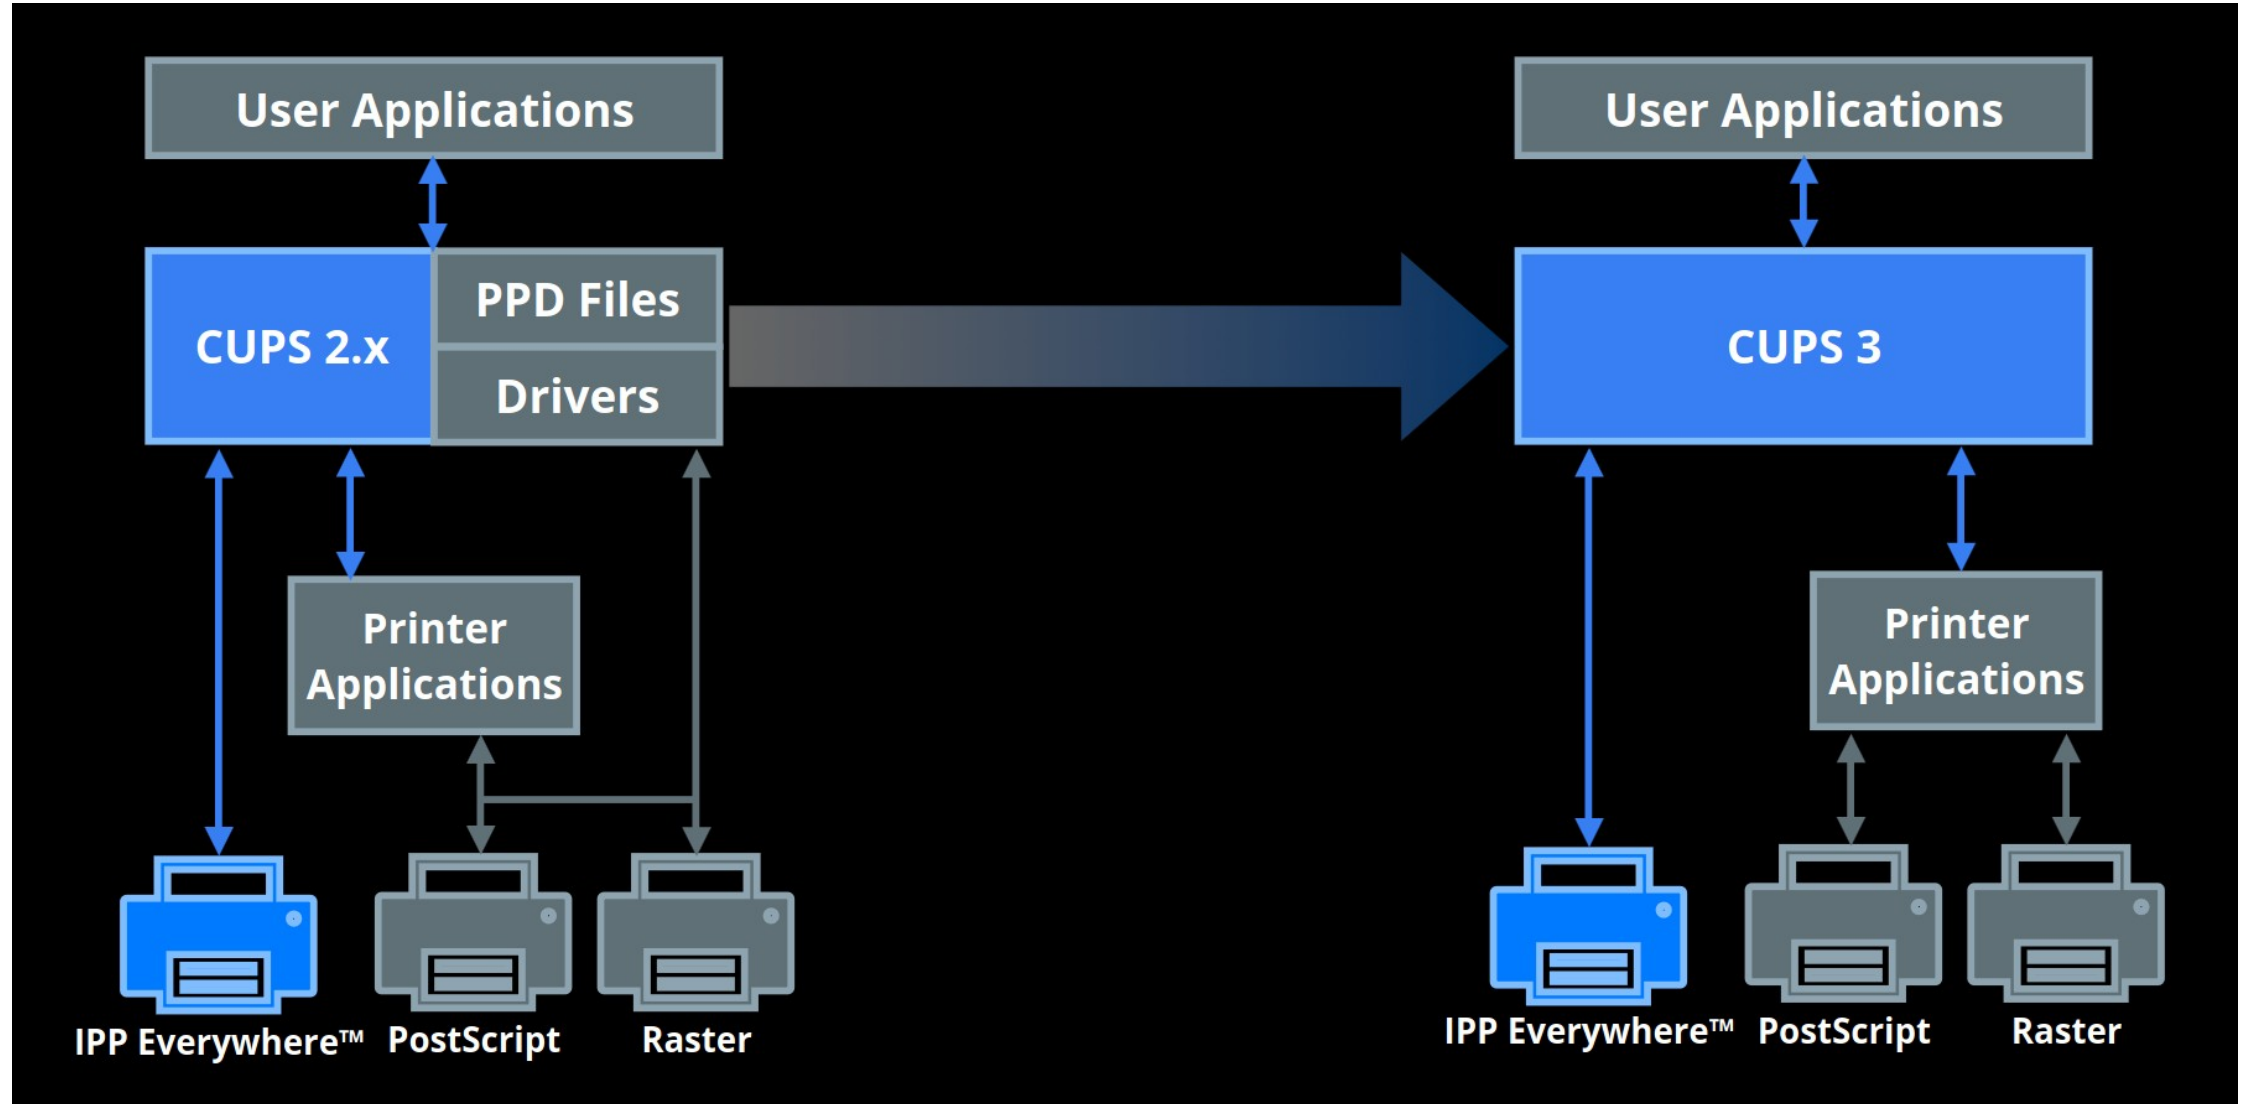 User Applications
CUPS 2.x
PPD Files
Drivers
Printer
Applications
IPP Everywhere™
PostScript
Raster
User Applications
CUPS 3
Printer
Applications
IPP Everywhere™
PostScript
Raster